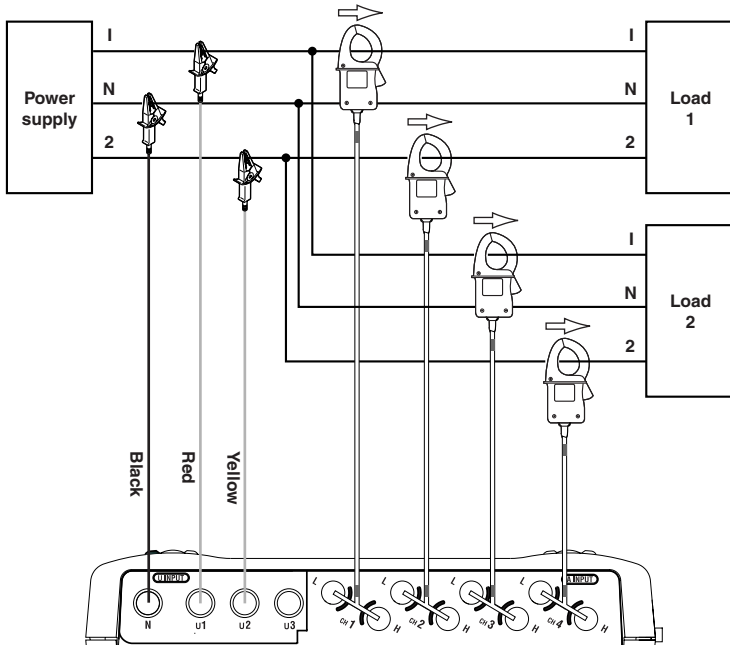 I
I
Power
supply
N
N
Load
1
2
2
I
N
Load
2
2
Black
Red
Yellow
U INPUT
A INPUT
N
U1
U2
U3
L
CH 1
H
L
CH 2
H
L
CH 3
H
L
CH 4
H